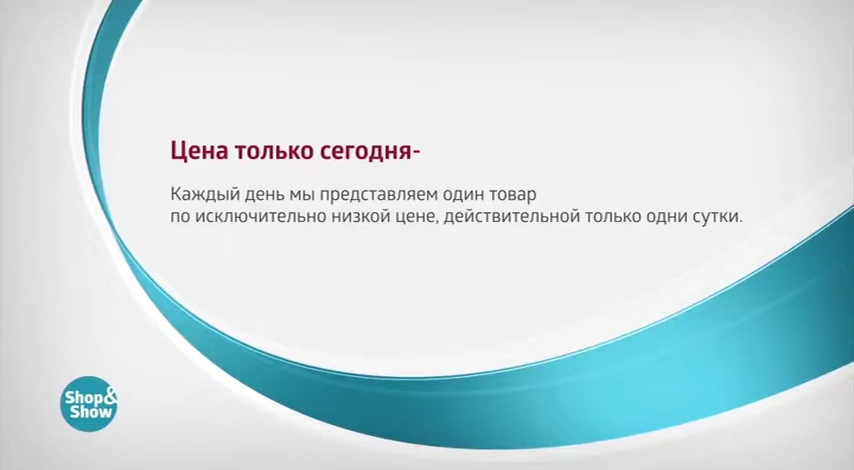 Цена только сегодня-
Каждый день мы представляем один товар
по исключительно низкой цене, действительной только одни сутки.
Shop&
Show